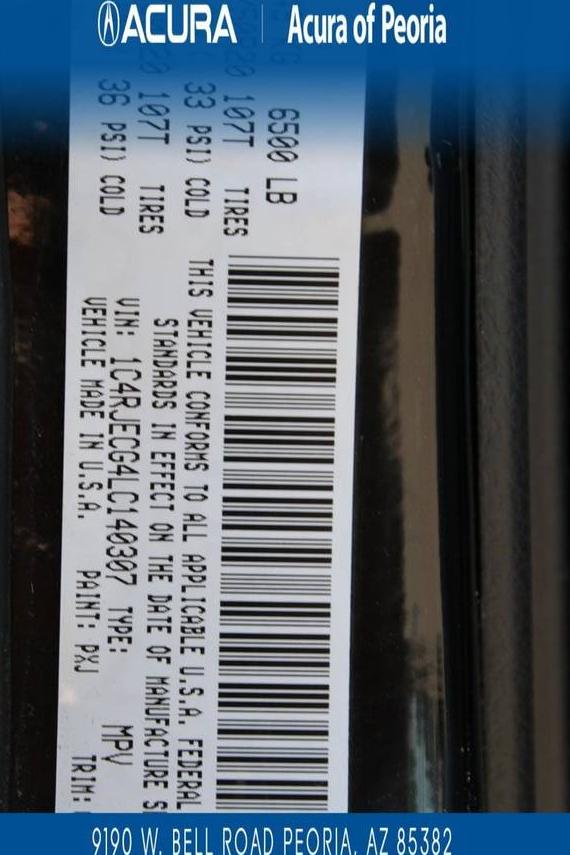 ACURA Acura of Peoria
6500 LB
107T TIRES
33 PSI) COLD
107T TIRES
36 PSI) COLD
THIS VEHICLE CONFORMS TO ALL APPLICABLE U.S.A. FEDERAL
STANDARDS IN EFFECT ON THE DATE OF MANUFACTURE
VIN: 1C4RJECG4LC140307 TYPE: MPV
VEHICLE MADE IN U.S.A. PAINT: PXJ TRIM:
9190 W. BELL ROAD PEORIA, AZ 85382